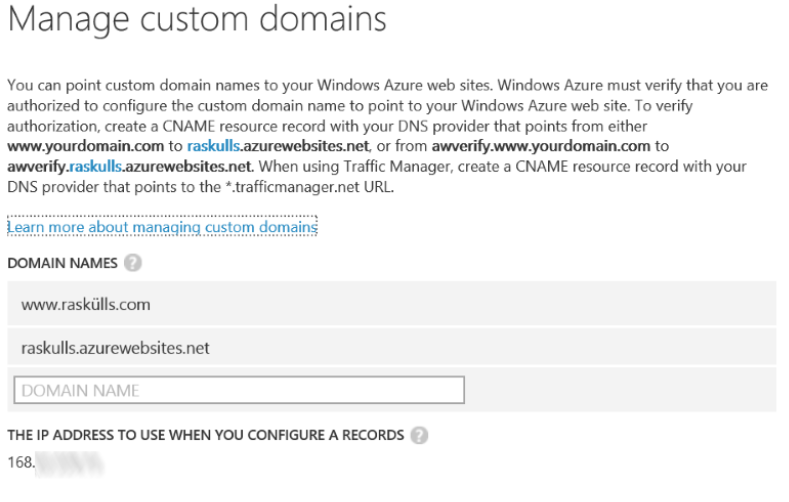 Manage custom domains
You can point custom domain names to your Windows Azure web sites. Windows Azure must verify that you are
authorized to configure the custom domain name to point to your Windows Azure web site. To verify
authorization, create a CNAME resource record with your DNS provider that points from either
www.yourdomain.com to raskulls.azurewebsites.net, or from awverify.www.yourdomain.com to
awverify.raskulls.azurewebsites.net. When using Traffic Manager, create a CNAME resource record with your
DNS provider that points to the *.trafficmanager.net URL.
Learn more about managing custom domains
DOMAIN NAMES ?
www.raskülls.com
raskulls.azurewebsites.net
DOMAIN NAME
THE IP ADDRESS TO USE WHEN YOU CONFIGURE A RECORDS ?
168.